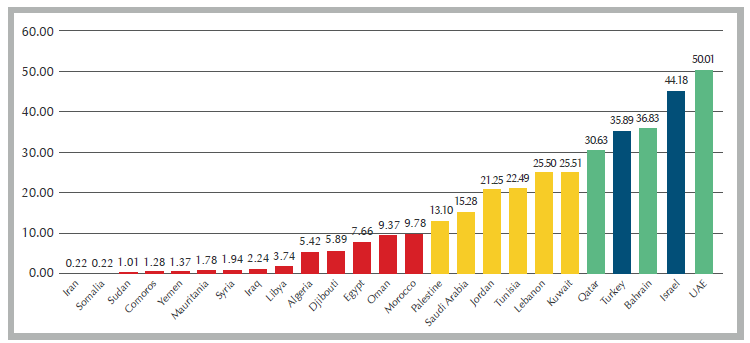 60.00
50.00
40.00
30.00
20.00
10.00
0.00
0.22 0.22 1.01 1.28 1.37 1.78 1.94 2.24 3.74 5.42 5.89 7.66 9.37 9.78 13.10 15.28 21.25 22.49 25.50 25.51 30.63 35.89 36.83 44.18 50.01
Iran
Somalia
Sudan
Comoros
Yemen
Mauritania
Syria
Iraq
Libya
Algeria
Djibouti
Egypt
Oman
Morocco
Palestine
Saudi Arabia
Jordan
Tunisia
Lebanon
Kuwait
Qatar
Turkey
Bahrain
Israel
UAE